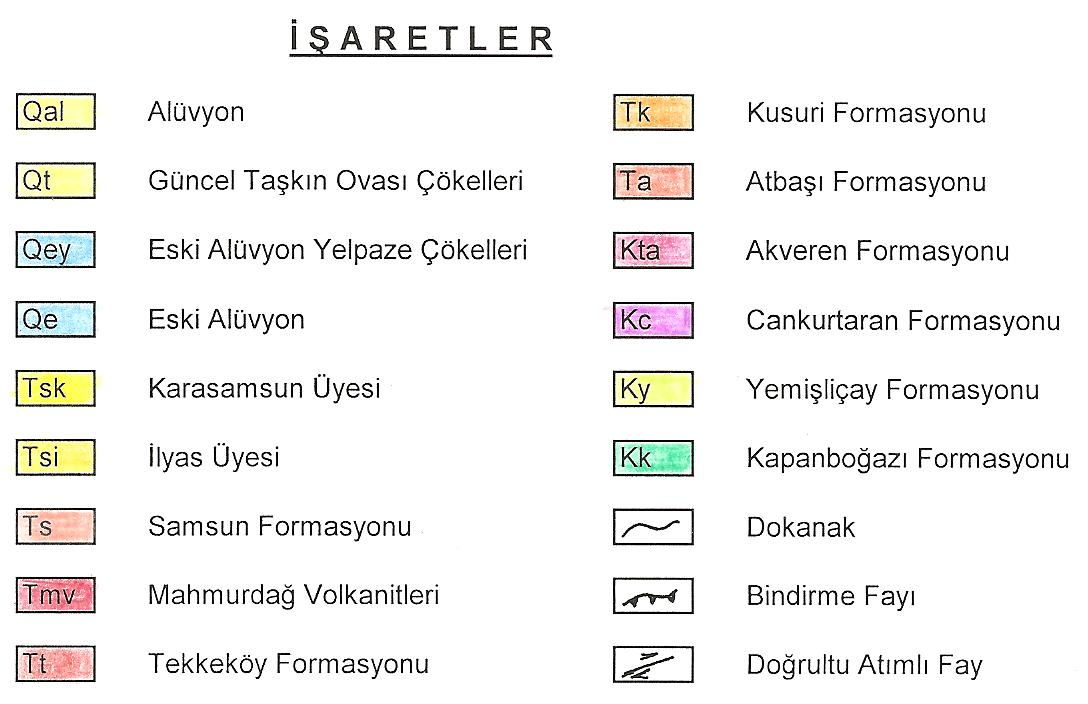 İŞARETLER
Qal Alüvyon
Qt Güncel Taşkın Ovası Çökelleri
Qey Eski Alüvyon Yelpaze Çökelleri
Qe Eski Alüvyon
Tsk Karasamsun Üyesi
Tsi İlyas Üyesi
Ts Samsun Formasyonu
Tmv Mahmurdağ Volkanitleri
Tt Tekkeköy Formasyonu
Tk Kusuri Formasyonu
Ta Atbaşı Formasyonu
Kta Akveren Formasyonu
Kc Cankurtaran Formasyonu
Ky Yemişliçay Formasyonu
Kk Kapanboğazı Formasyonu
Dokanak
Bindirme Fayı
Doğrultu Atımlı Fay